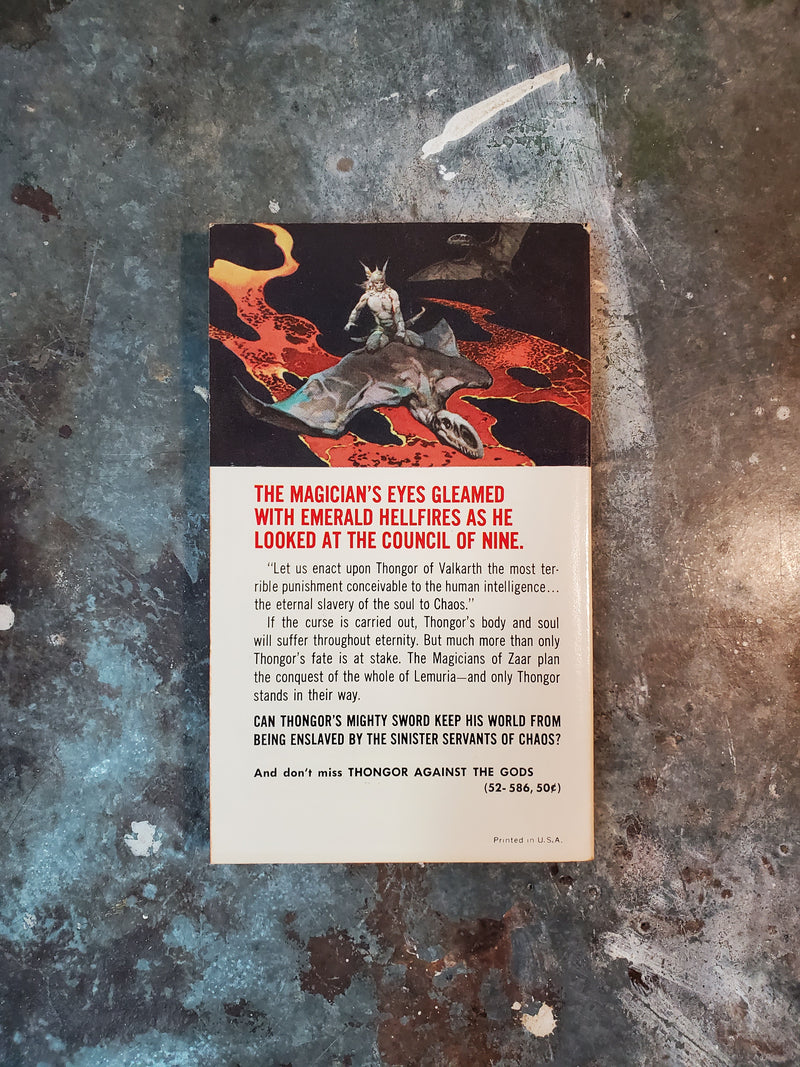 THE MAGICIAN'S EYES GLEAMED
WITH EMERALD HELLFIRES AS HE
LOOKED AT THE COUNCIL OF NINE.
"Let us enact upon Thongor of Valkarth the most ter-
rible punishment conceivable to the human intelligence...
the eternal slavery of the soul to Chaos."
If the curse is carried out, Thongor's body and soul
will suffer throughout eternity. But much more than only
Thongor's fate is at stake. The Magicians of Zaar plan
the conquest of the whole of Lemuria—and only Thongor
stands in their way.
CAN THONGOR'S MIGHTY SWORD KEEP HIS WORLD FROM
BEING ENSLAVED BY THE SINISTER SERVANTS OF CHAOS?
And don't miss THONGOR AGAINST THE GODS
(52-586, 50¢)
Printed in U.S.A.